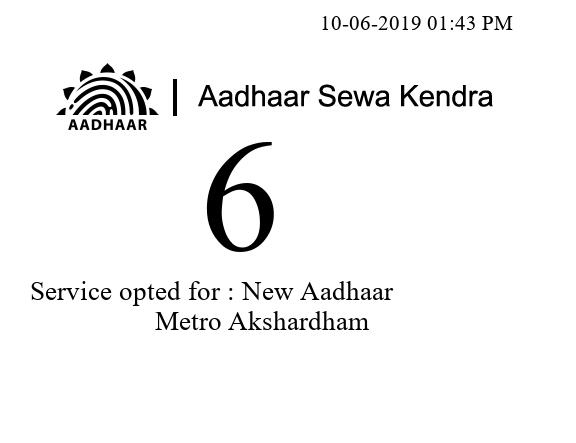 10-06-2019 01:43 PM
AADHAAR
Aadhaar Sewa Kendra
6
Service opted for : New Aadhaar
Metro Akshardham